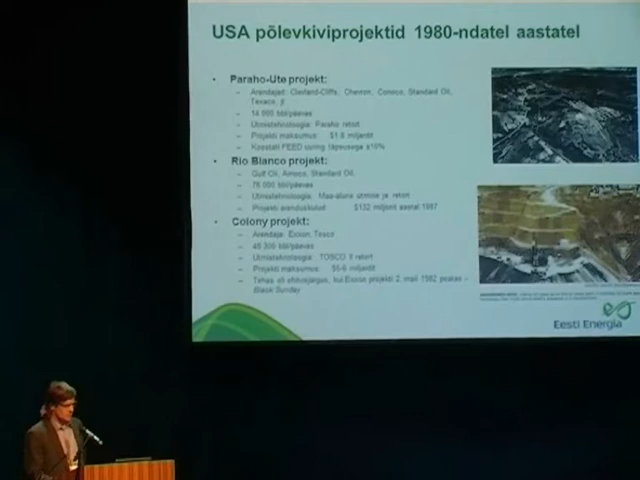 USA põlevkiviprojektid 1980-ndatel aastatel
Paraho-Ute projekt:
Arendajad: Cleveland-Cliffs, Chevron, Conoco, Standard Oil,
Texaco, jt
14 000 bbl/päevas
Utmistehnoloogia: Paraho retort
Projekti maksumus: $1.6 miljardit
Koostati FEED uuring täpsusega ±10%
Rio Blanco projekt:
Gulf Oil, Amoco, Standard Oil
76 000 bbl/päevas
Utmistehnoloogia: Maa-alune utmine ja retort
Projekti arenduskulud $132 miljonit aastal 1987
Colony projekt:
Arendaja: Exxon, Tosco
48 300 bbl/päevas
Utmistehnoloogia: TOSCO II retort
Projekti maksumus: $5-6 miljardit
Tehas oli ehitusjärgus, kui Exxon projekti 2. mail 1982 peatas –
Black Sunday
Eesti Energia